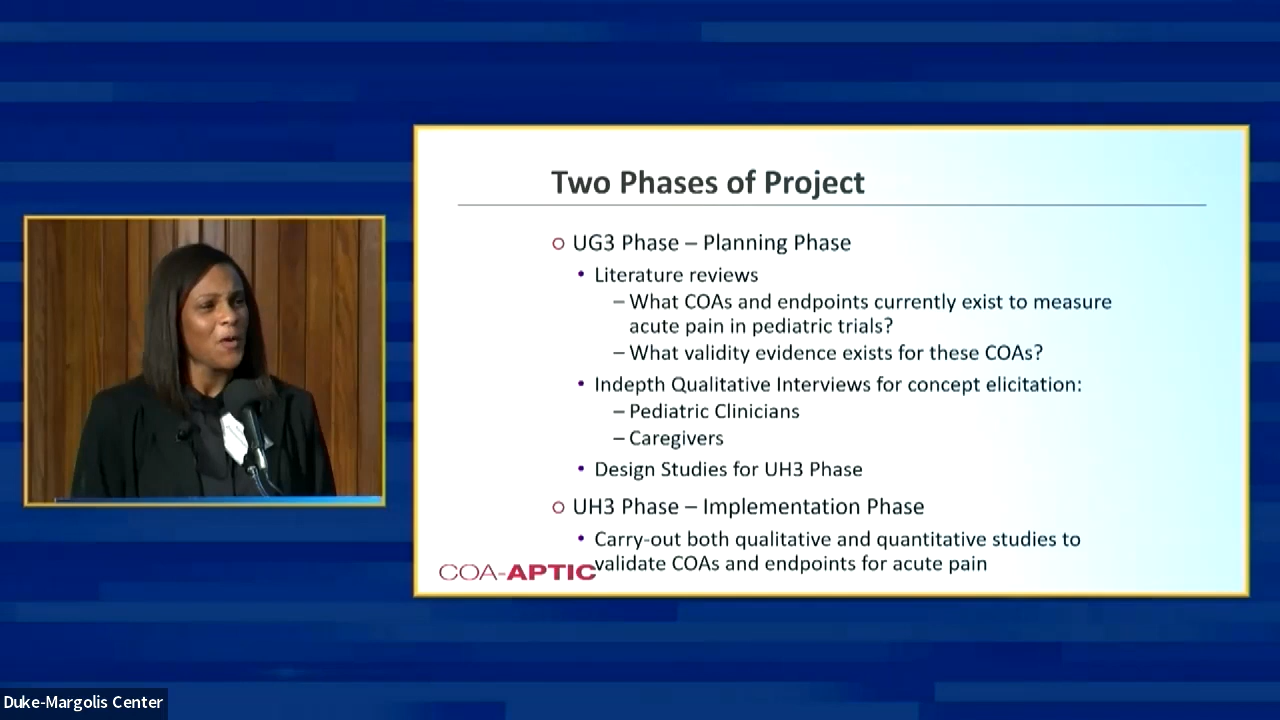 Two Phases of Project
○ UG3 Phase – Planning Phase
• Literature reviews
– What COAs and endpoints currently exist to measure
acute pain in pediatric trials?
– What validity evidence exists for these COAs?
• Indepth Qualitative Interviews for concept elicitation:
– Pediatric Clinicians
– Caregivers
• Design Studies for UH3 Phase
○ UH3 Phase – Implementation Phase
• Carry-out both qualitative and quantitative studies to
validate COAs and endpoints for acute pain
COA-APTIC
Duke-Margolis Center